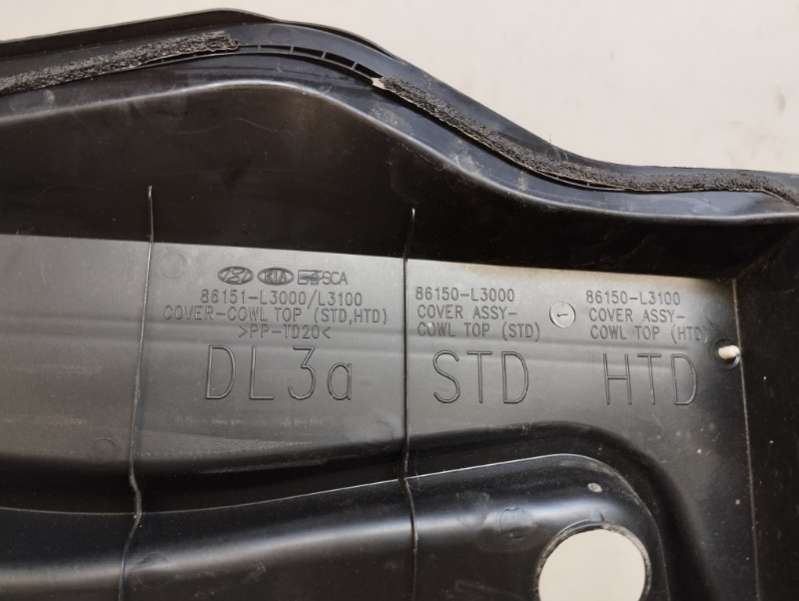 KIA SCA
86151-L3000/L3100
COVER-COWL TOP (STD,HTD)
>PP-TD20<
DL3a
86150-L3000
COVER ASSY-
COWL TOP (STD)
STD
86150-L3100
COVER ASSY-
COWL TOP (HTD)
HTD